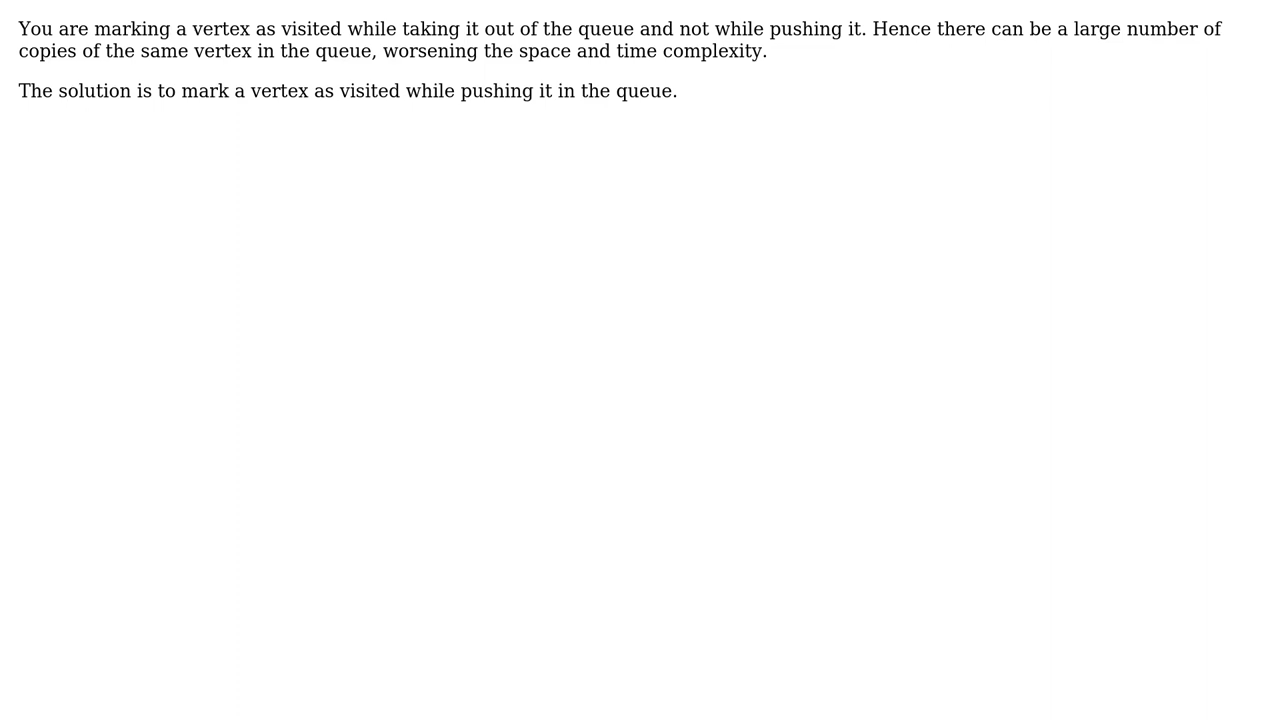 You are marking a vertex as visited while taking it out of the queue and not while pushing it. Hence there can be a large number of
copies of the same vertex in the queue, worsening the space and time complexity.
The solution is to mark a vertex as visited while pushing it in the queue.